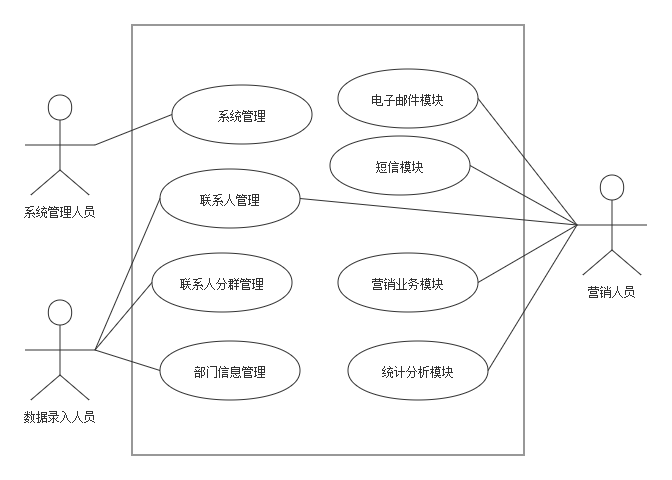 电子邮件模块
系统管理
短信模块
联系人管理
系统管理人员
联系人分群管理
营销业务模块
营销人员
部门信息管理
统计分析模块
数据录入人员